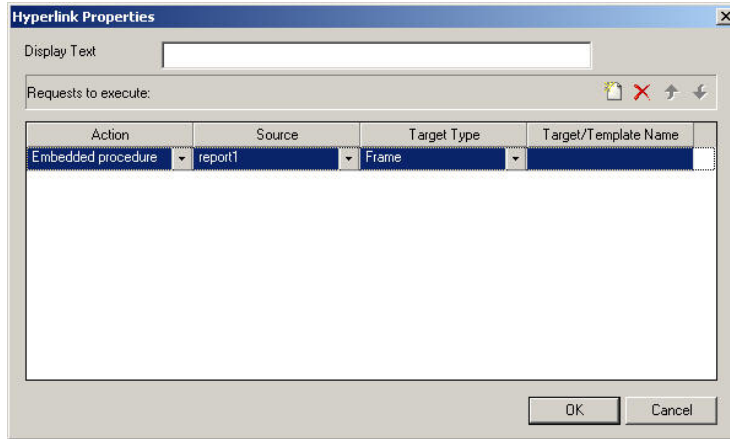 Hyperlink Properties
Display Text
Requests to execute:
Action Source Target Type Target/Template Name
Embedded procedure report1 Frame
OK Cancel